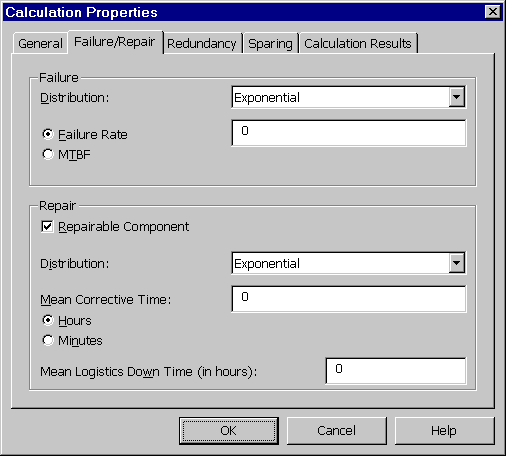 Calculation Properties
General Failure/Repair Redundancy Sparing Calculation Results
Failure
Distribution: Exponential
Failure Rate 0
MTBF
Repair
Repairable Component
Distribution: Exponential
Mean Corrective Time: 0
Hours
Minutes
Mean Logistics Down Time (in hours): 0
OK Cancel Help